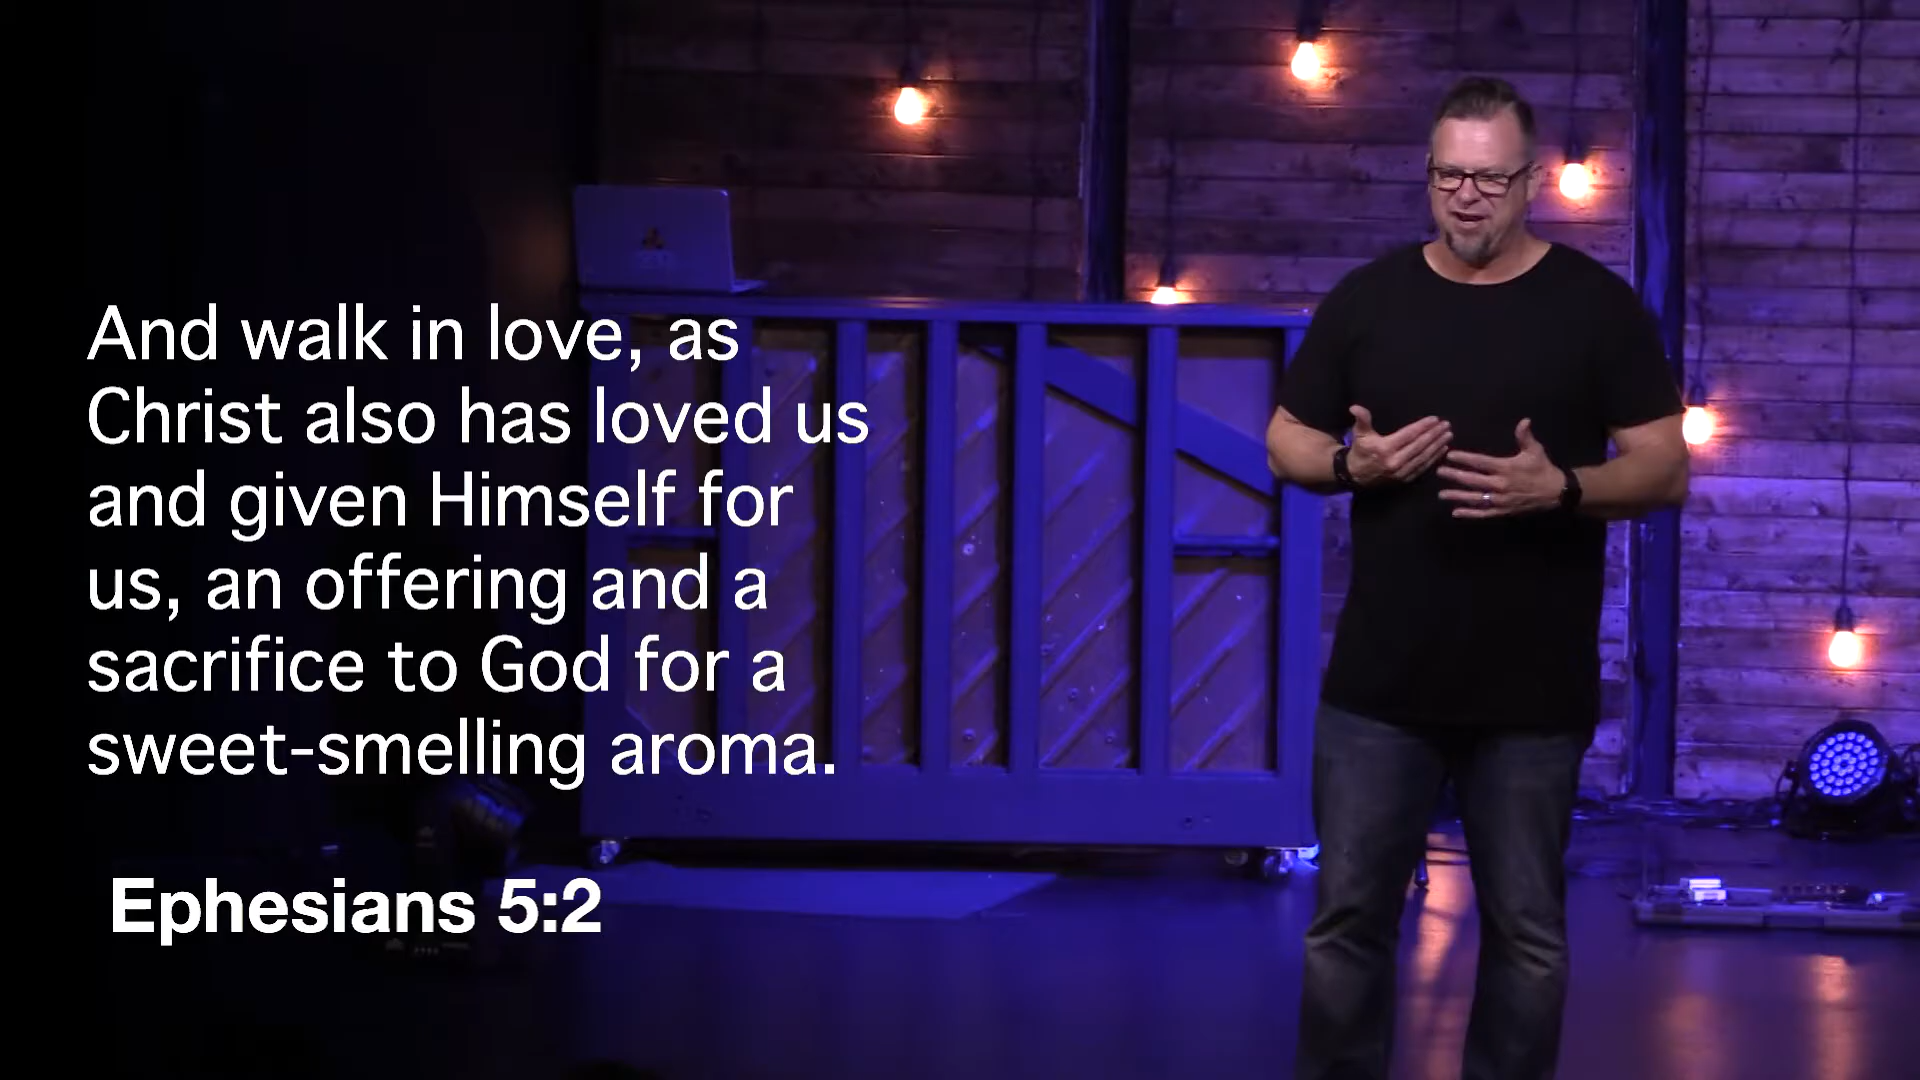 And walk in love, as
Christ also has loved us
and given Himself for
us, an offering and a
sacrifice to God for a
sweet-smelling aroma.
Ephesians 5:2